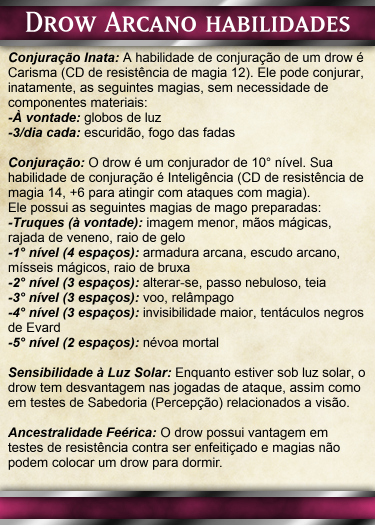 DROW ARCANO HABILIDADES
Conjuração Inata: A habilidade de conjuração de um drow é
Carisma (CD de resistência de magia 12). Ele pode conjurar,
inatamente, as seguintes magias, sem necessidade de
componentes materiais:
-À vontade: globos de luz
-3/dia cada: escuridão, fogo das fadas
Conjuração: O drow é um conjurador de 10° nível. Sua
habilidade de conjuração é Inteligência (CD de resistência de
magia 14, +6 para atingir com ataques com magia).
Ele possui as seguintes magias de mago preparadas:
-Truques (à vontade): imagem menor, mãos mágicas,
rajada de veneno, raio de gelo
-1° nível (4 espaços): armadura arcana, escudo arcano,
mísseis mágicos, raio de bruxa
-2° nível (3 espaços): alterar-se, passo nebuloso, teia
-3° nível (3 espaços): voo, relâmpago
-4° nível (3 espaços): invisibilidade maior, tentáculos negros
de Evard
-5° nível (2 espaços): névoa mortal
Sensibilidade à Luz Solar: Enquanto estiver sob luz solar, o
drow tem desvantagem nas jogadas de ataque, assim como
em testes de Sabedoria (Percepção) relacionados a visão.
Ancestralidade Feérica: O drow possui vantagem em
testes de resistência contra ser enfeitiçado e magias não
podem colocar um drow para dormir.